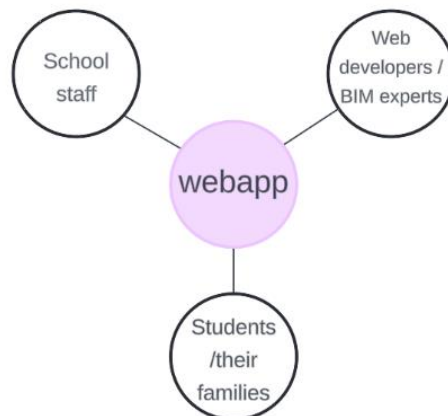 School
staff
Web
developers /
BIM experts
webapp
Students
/their
families